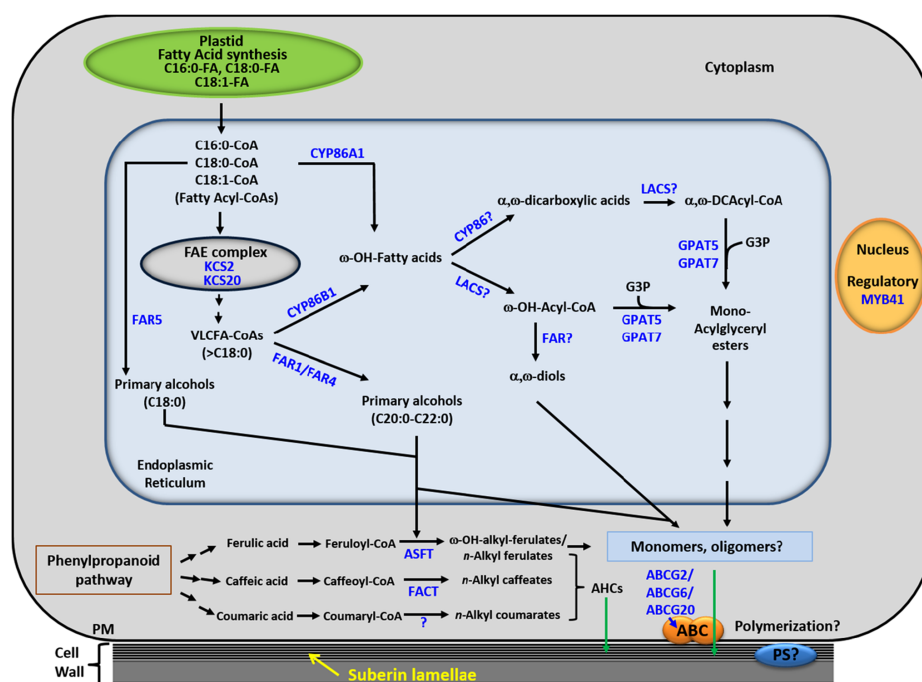 Plastid
Fatty Acid synthesis
C16:0-FA, C18:0-FA
C18:1-FA
Cytoplasm
C16:0-CoA
C18:0-CoA
C18:1-CoA
(Fatty Acyl-CoAs)
CYP86A1
FAE complex
KCS2
KCS20
FAR5
VLCFA-CoAs
(>C18:0)
CYP86B1
FAR1/FAR4
ω-OH-Fatty acids
CYP86?
LACS?
α,ω-dicarboxylic acids
LACS?
α,ω-DCAcyl-CoA
GPAT5
GPAT7
G3P
ω-OH-Acyl-CoA
G3P
GPAT5
GPAT7
Mono-
Acylglyceryl
esters
FAR?
α,ω-diols
Primary alcohols
(C18:0)
Primary alcohols
(C20:0-C22:0)
Endoplasmic
Reticulum
Nucleus
Regulatory
MYB41
Phenylpropanoid
pathway
Ferulic acid
Feruloyl-CoA
ASFT
ω-OH-alkyl-ferulates/
n-Alkyl ferulates
Caffeic acid
Caffeoyl-CoA
FACT
n-Alkyl caffeates
Coumaric acid
Coumaryl-CoA
?
n-Alkyl coumarates
AHCs
Monomers, oligomers?
ABCG2/
ABCG6/
ABCG20
ABC
Polymerization?
PS?
PM
Cell
Wall
Suberin lamellae